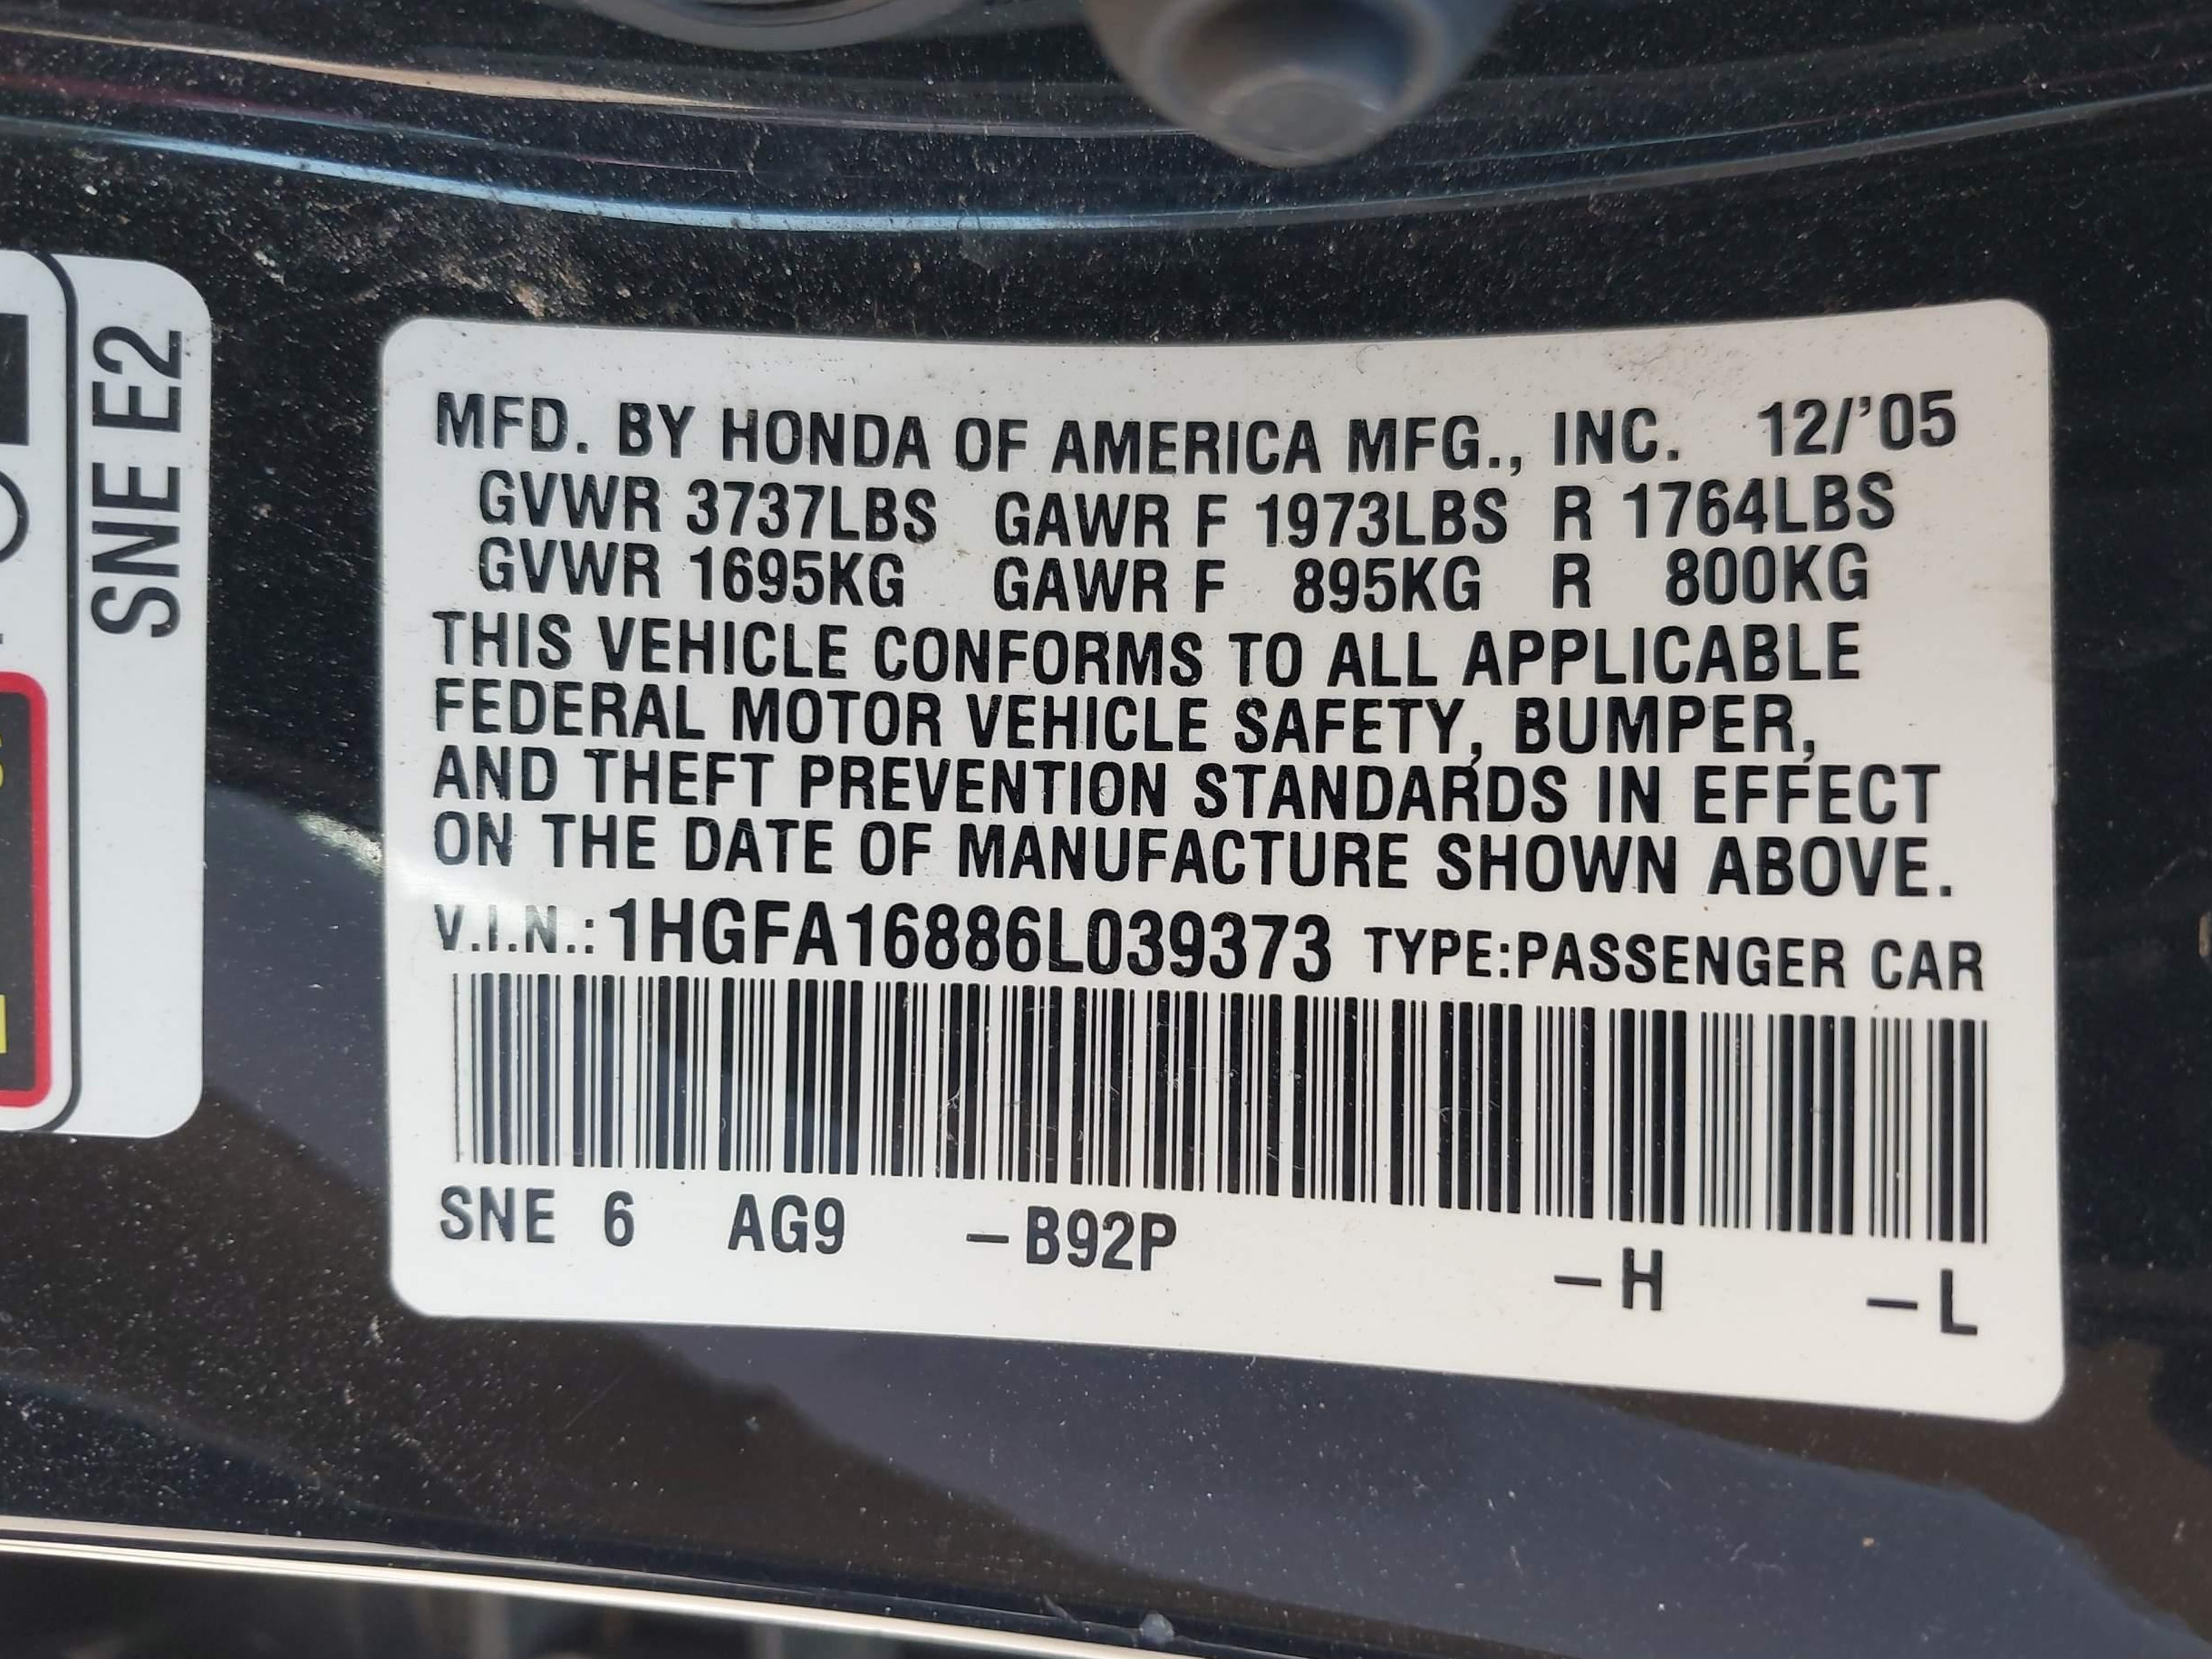 SNE E2
MFD. BY HONDA OF AMERICA MFG., INC. 12/'05
GVWR 3737LBS GAWR F 1973LBS R 1764LBS
GVWR 1695KG GAWR F 895KG R 800KG
THIS VEHICLE CONFORMS TO ALL APPLICABLE
FEDERAL MOTOR VEHICLE SAFETY, BUMPER,
AND THEFT PREVENTION STANDARDS IN EFFECT
ON THE DATE OF MANUFACTURE SHOWN ABOVE.
V.I.N.: 1HGFA16886L039373 TYPE:PASSENGER CAR
SNE 6 AG9 -B92P -H -L